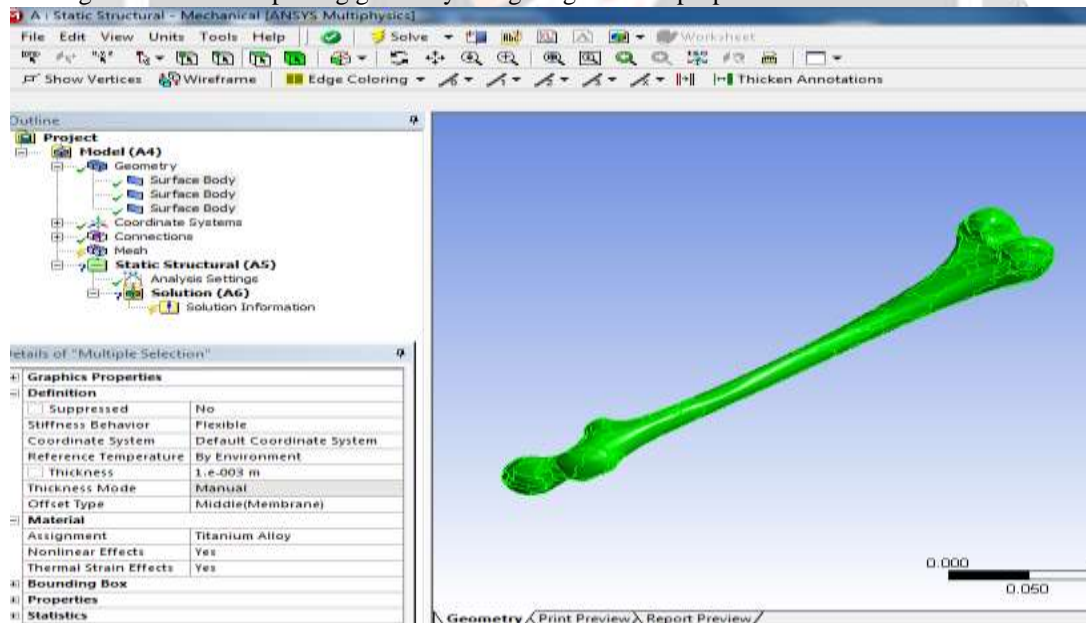 A : Static Structural - Mechanical [ANSYS Multiphysics]
File Edit View Units Tools Help Solve Worksheet
Show Vertices Wireframe Edge Coloring Thicken Annotations
Outline
Project
Model (A4)
Geometry
Surface Body
Surface Body
Surface Body
Coordinate Systems
Connections
Mesh
Static Structural (A5)
Analysis Settings
Solution (A6)
Solution Information
Details of "Multiple Selection"
Graphics Properties
Definition
Suppressed No
Stiffness Behavior Flexible
Coordinate System Default Coordinate System
Reference Temperature By Environment
Thickness 1.e-003 m
Thickness Mode Manual
Offset Type Middle(Membrane)
Material
Assignment Titanium Alloy
Nonlinear Effects Yes
Thermal Strain Effects Yes
Bounding Box
Properties
Statistics
0.000
0.050
Geometry Print Preview Report Preview